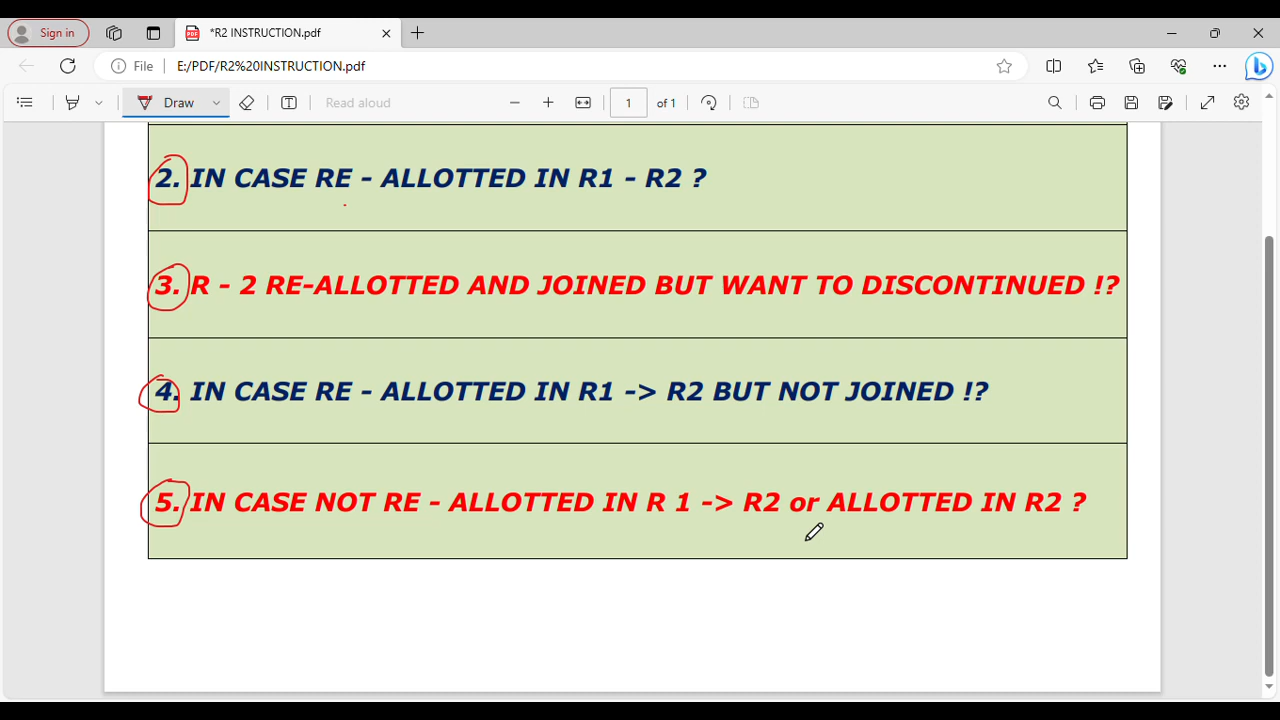 Sign in
*R2 INSTRUCTION.pdf
File
E:/PDF/R2%20INSTRUCTION.pdf
Draw
Read aloud
1 of 1
2. IN CASE RE - ALLOTTED IN R1 - R2 ?
3. R - 2 RE-ALLOTTED AND JOINED BUT WANT TO DISCONTINUED !?
4. IN CASE RE - ALLOTTED IN R1 -> R2 BUT NOT JOINED !?
5. IN CASE NOT RE - ALLOTTED IN R 1 -> R2 or ALLOTTED IN R2 ?